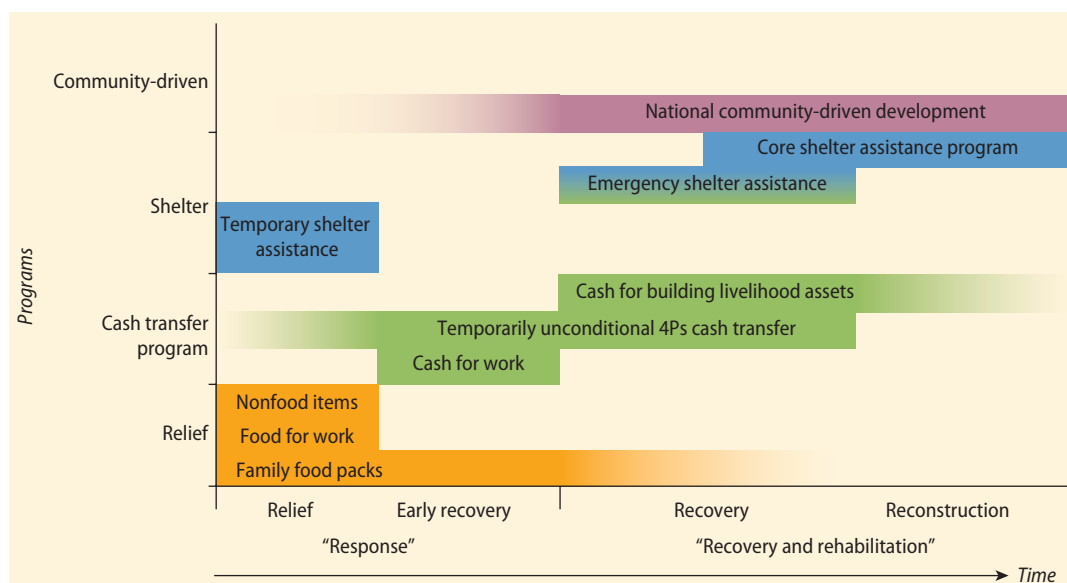 Community-driven
National community-driven development
Core shelter assistance program
Emergency shelter assistance
Shelter
Temporary shelter
assistance
Programs
Cash for building livelihood assets
Cash transfer
program
Temporarily unconditional 4Ps cash transfer
Cash for work
Nonfood items
Relief
Food for work
Family food packs
Relief
Early recovery
Recovery
Reconstruction
“Response”
“Recovery and rehabilitation”
Time